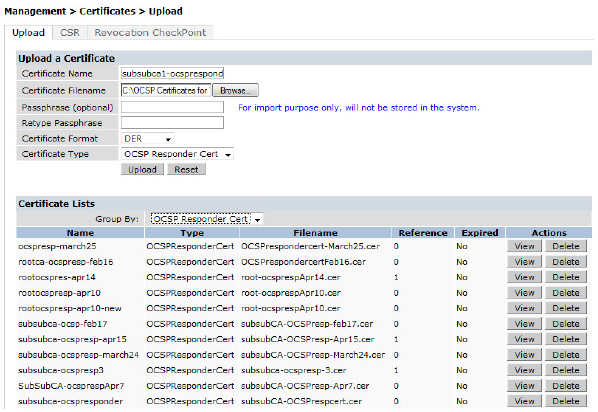 Management > Certificates > Upload
Upload CSR Revocation CheckPoint
Upload a Certificate
Certificate Name subsubca1-ocsprespond
Certificate Filename C:\OCSP Certificates for Browse...
Passphrase (optional) For import purpose only, will not be stored in the system.
Retype Passphrase
Certificate Format DER
Certificate Type OCSP Responder Cert
Upload Reset
Certificate Lists
Group By: OCSP Responder Cert
Name Type Filename Reference Expired Actions
ocspresp-march25 OCSPResponderCert OCSPrespondercert-March25.cer 0 No View Delete
rootca-ocspresp-feb16 OCSPResponderCert OCSPrespondercertFeb16.cer 0 No View Delete
rootocspres-apr14 OCSPResponderCert root-ocsprespApr14.cer 1 No View Delete
rootocspresp-apr10 OCSPResponderCert root-ocsprespApr10.cer 0 No View Delete
rootocspresp-apr10-new OCSPResponderCert root-ocsprespApr10.cer 0 No View Delete
subsubca-ocsp-feb17 OCSPResponderCert subsubCA-OCSPresp-feb17.cer 0 No View Delete
subsubca-ocspresp-apr15 OCSPResponderCert subsubCA-OCSPresp-Apr15.cer 1 No View Delete
subsubca-ocspresp-march24 OCSPResponderCert subsubCA-OCSPresp-March24.cer 0 No View Delete
subsubca-ocspresp3 OCSPResponderCert subsubca-ocspresp-3.cer 1 No View Delete
SubSubCA-ocsprespApr7 OCSPResponderCert SubsubCA-OCSPresp-Apr7.cer 0 No View Delete
subsubca-ocspresponder OCSPResponderCert subsubCA-OCSPrespcert.cer 0 No View Delete